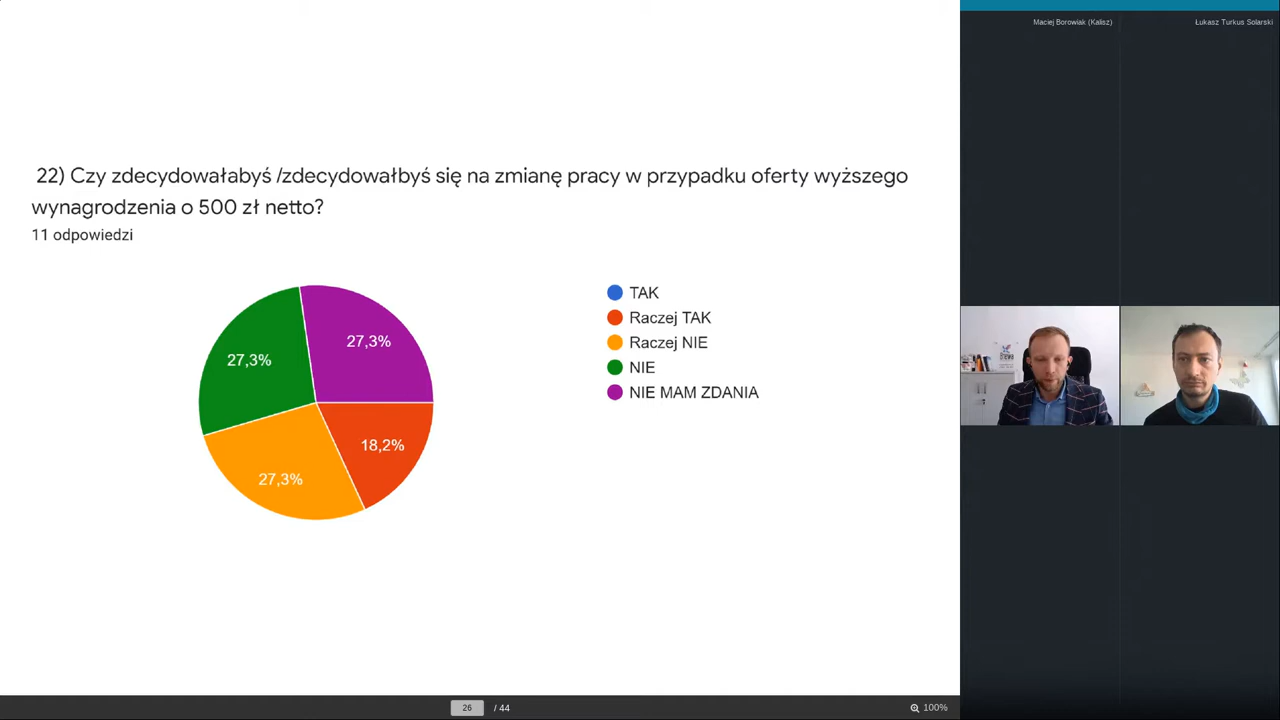 Maciej Borowiak (Kalisz)
Łukasz Turkus Solarski
22) Czy zdecydowałabyś /zdecydowałbyś się na zmianę pracy w przypadku oferty wyższego
wynagrodzenia o 500 zł netto?
11 odpowiedzi
27,3%
27,3%
18,2%
27,3%
TAK
Raczej TAK
Raczej NIE
NIE
NIE MAM ZDANIA
26 / 44
100%